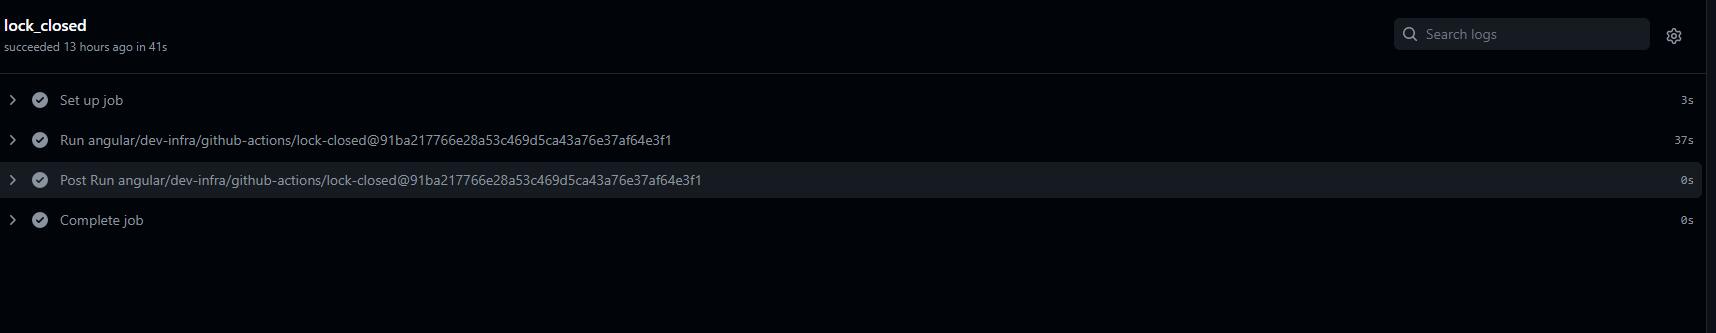 lock_closed
succeeded 13 hours ago in 41s
Search logs
Set up job 3s
Run angular/dev-infra/github-actions/lock-closed@91ba217766e28a53c469d5ca43a76e37af64e3f1 37s
Post Run angular/dev-infra/github-actions/lock-closed@91ba217766e28a53c469d5ca43a76e37af64e3f1 0s
Complete job 0s